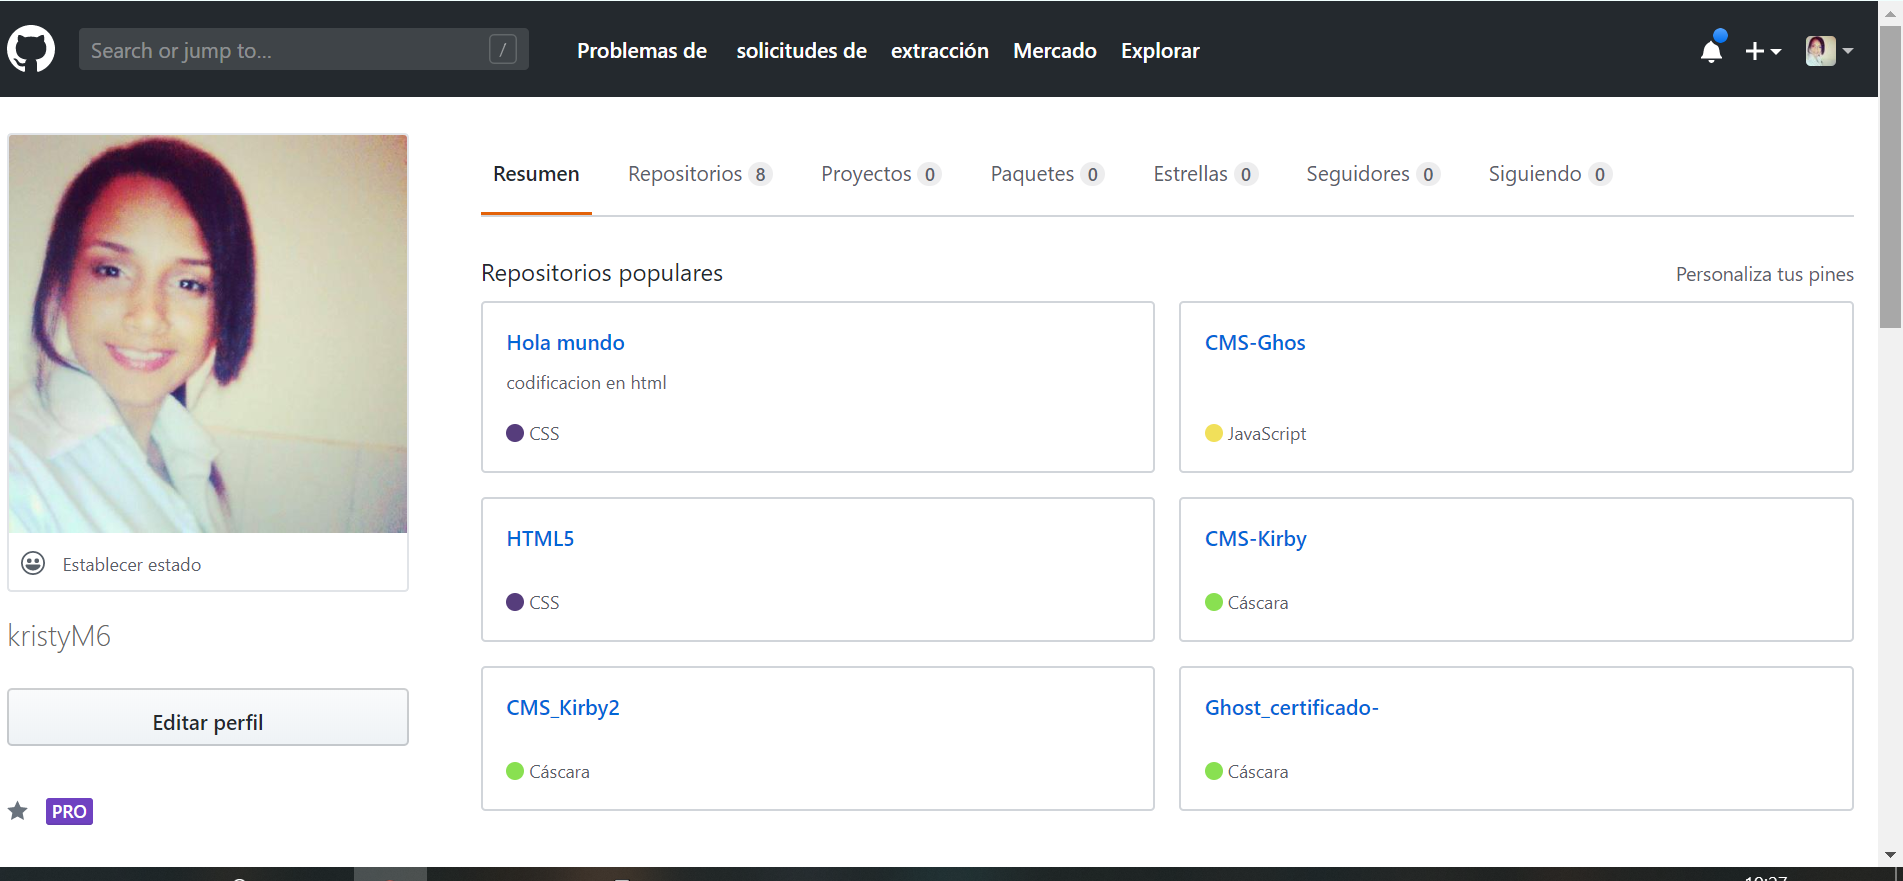 Search or jump to... /
Problemas de solicitudes de extracción Mercado Explorar
Resumen Repositorios 8 Proyectos 0 Paquetes 0 Estrellas 0 Seguidores 0 Siguiendo 0
Repositorios populares
Personaliza tus pines
Hola mundo
codificacion en html
CSS
CMS-Ghos
JavaScript
HTML5
CSS
CMS-Kirby
Cáscara
CMS_Kirby2
Cáscara
Ghost_certificado-
Cáscara
Establecer estado
kristyM6
Editar perfil
PRO